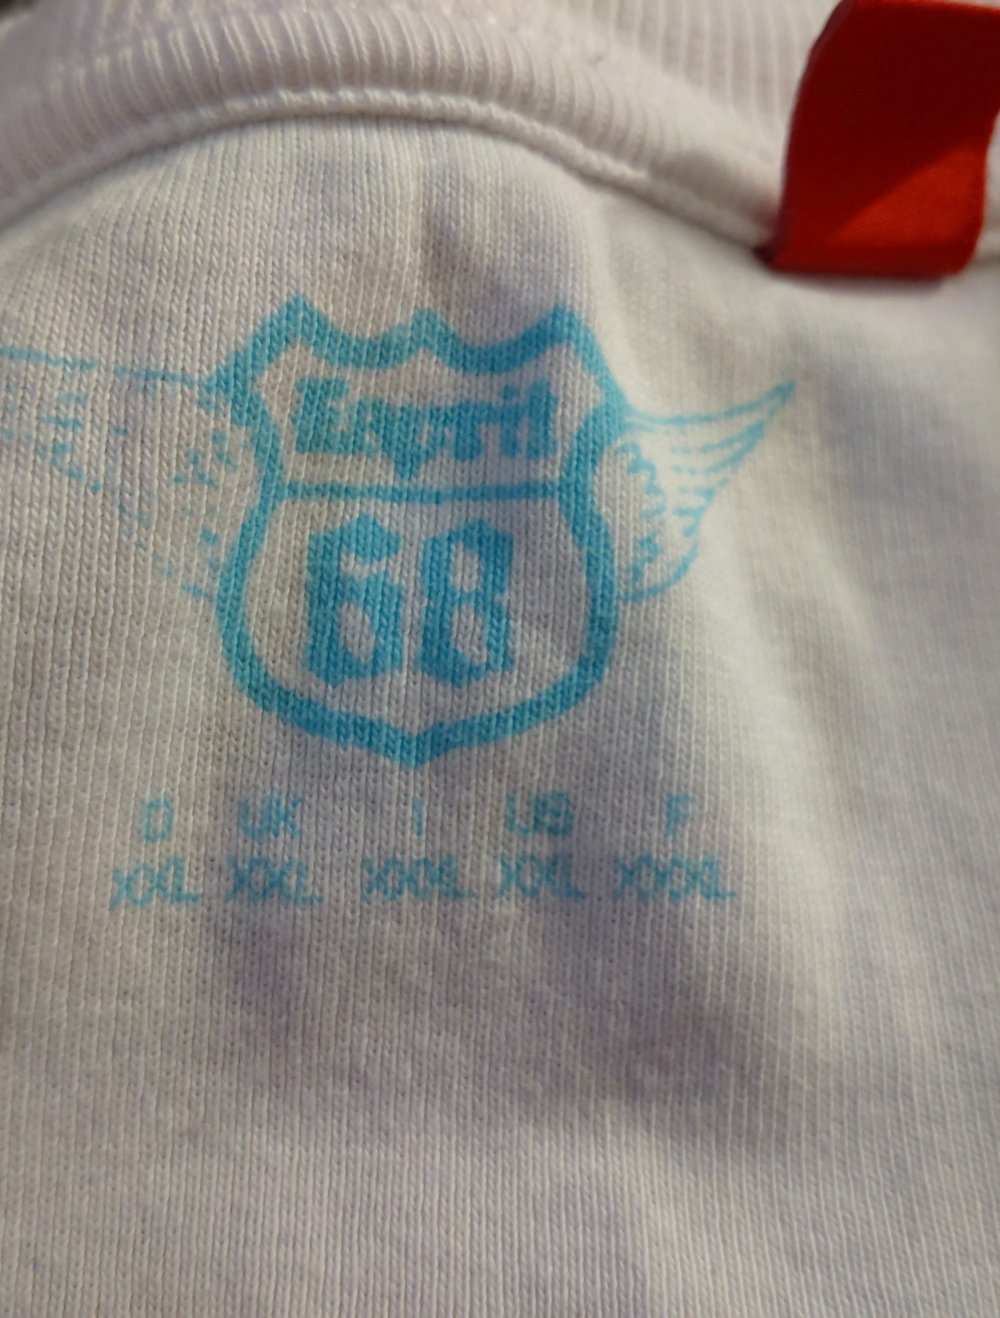 Esprit
68
D UK I US F
XXL XXL XXXL XXL XXXL